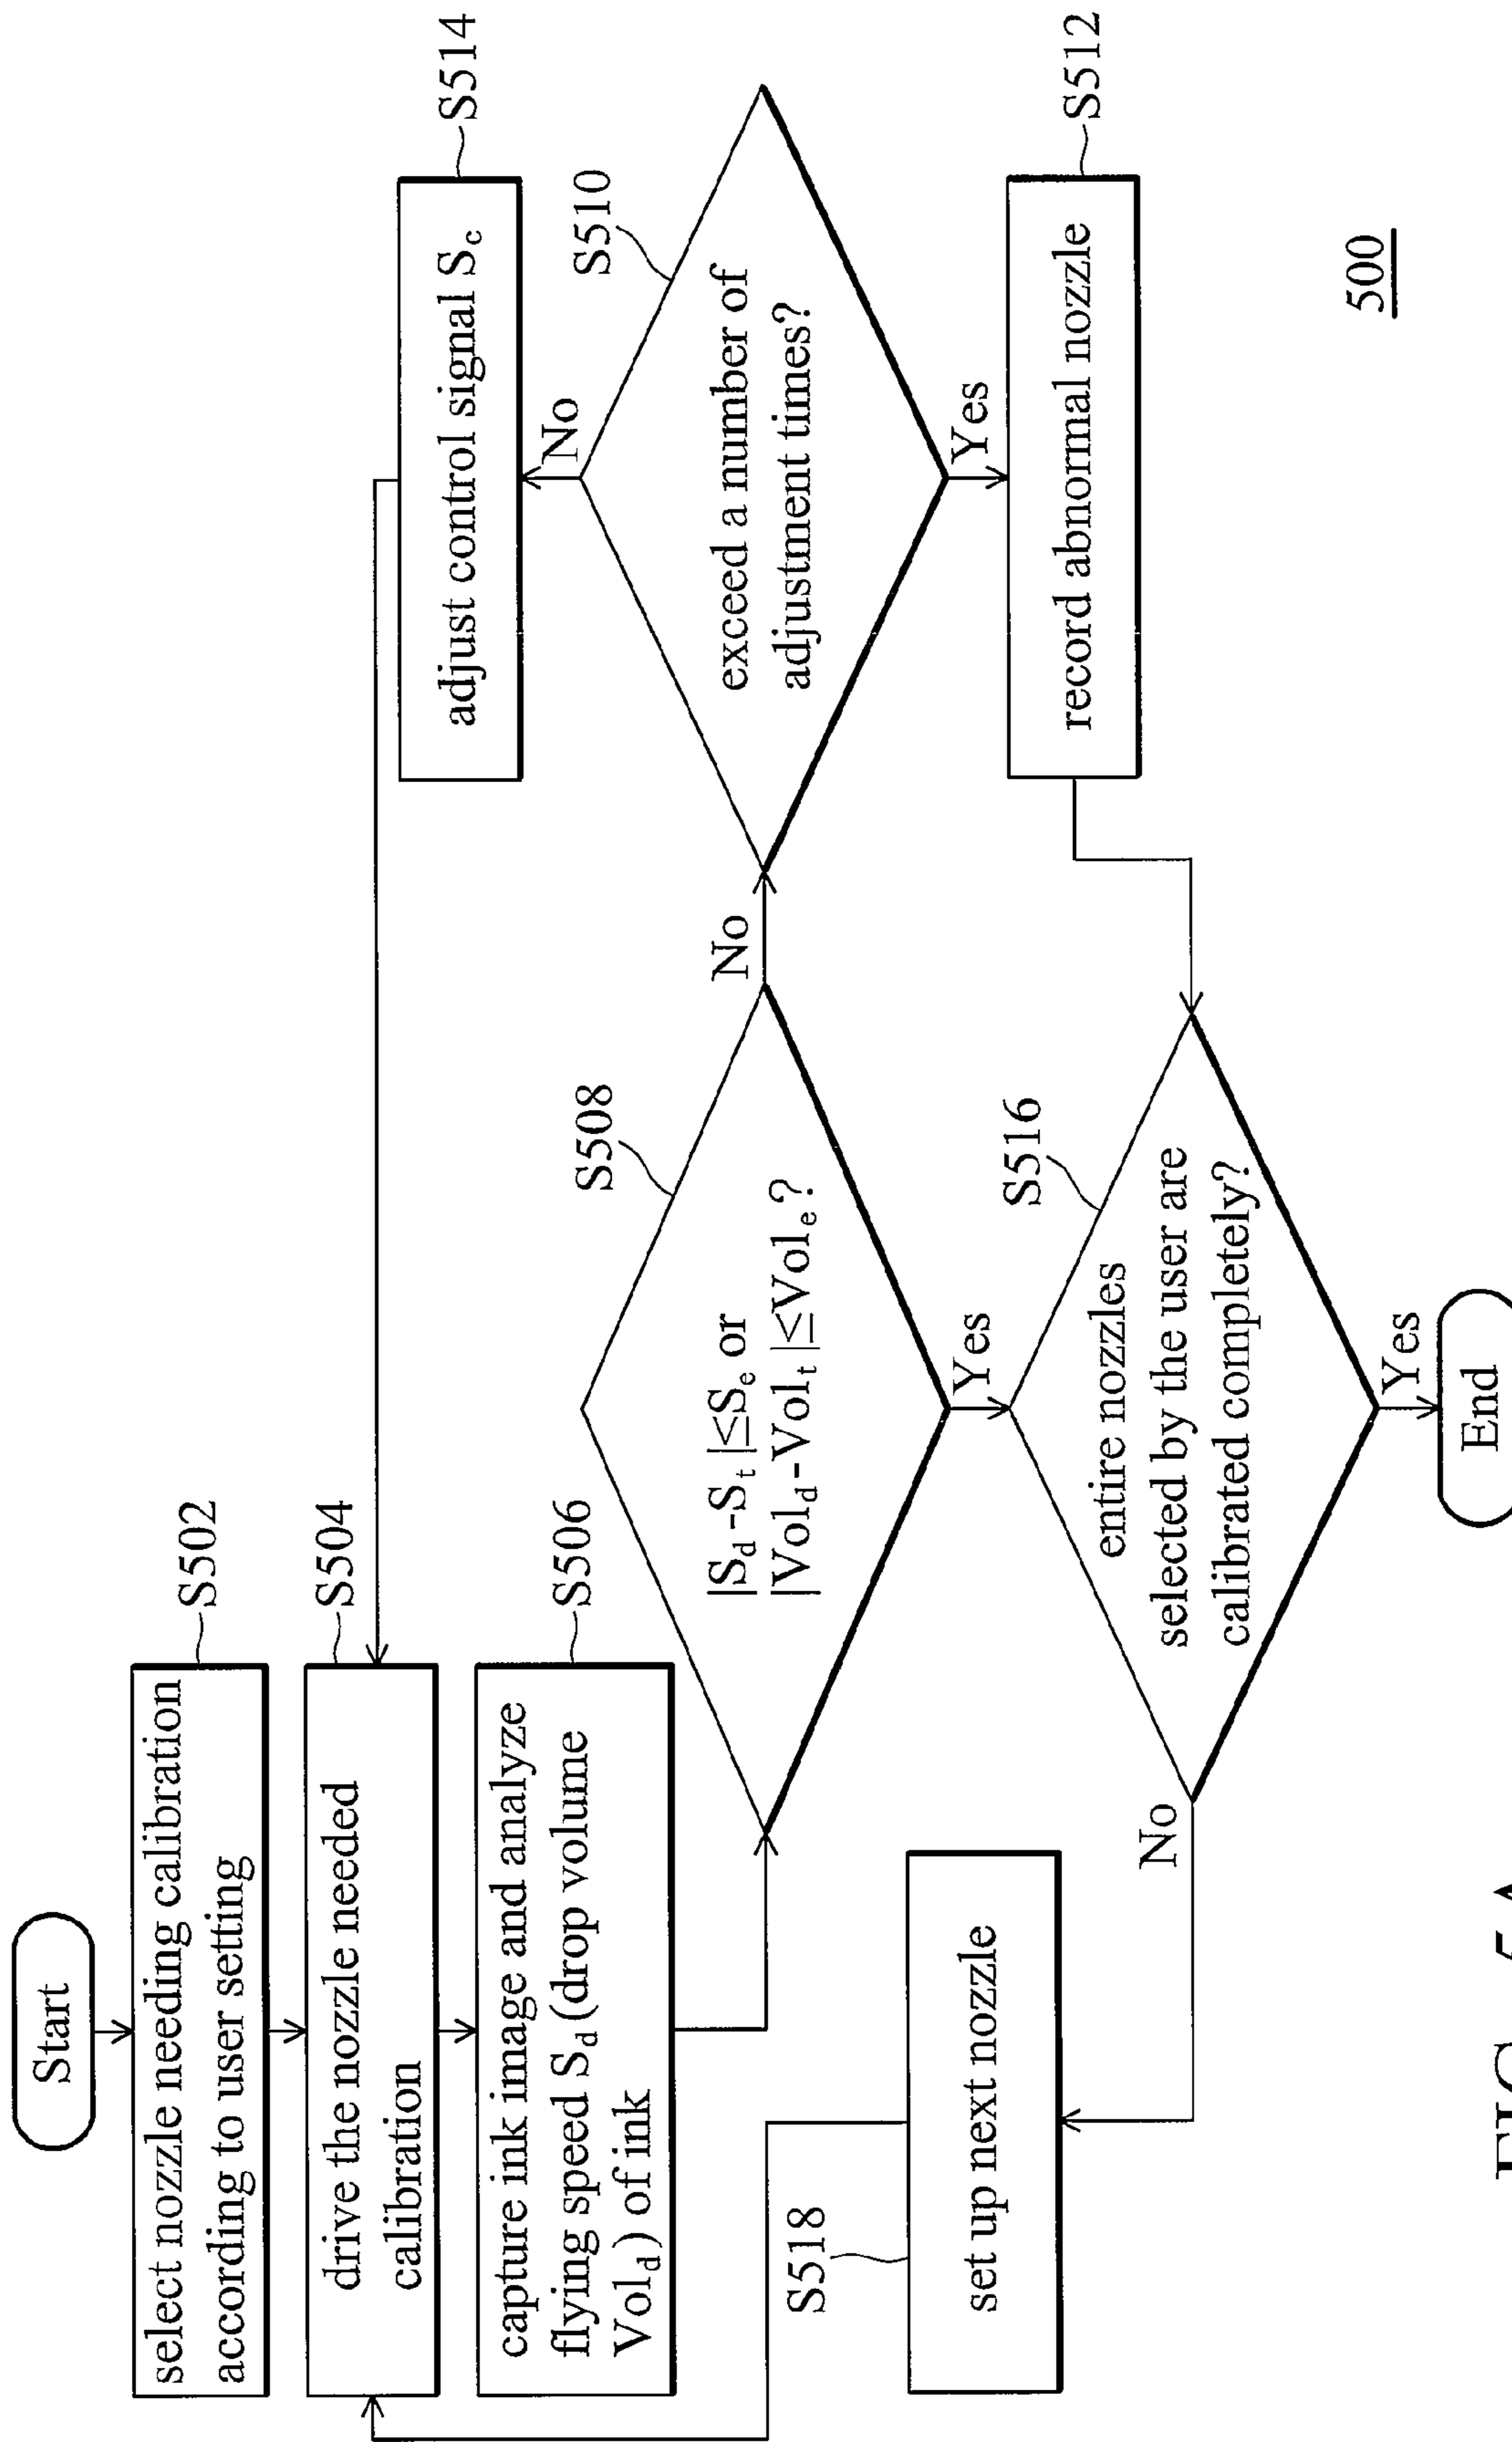 Start
select nozzle needing calibration
according to user setting
S502
drive the nozzle needed
calibration
S504
capture ink image and analyze
flying speed Sd (drop volume
Vold) of ink
S506
|Sd-St|≤Se or
|Vold-Volt|≤Vole?
S508
No
Yes
exceed a number of
adjustment times?
S510
No
Yes
adjust control signal Sc
S514
record abnormal nozzle
S512
entire nozzles
selected by the user are
calibrated completely?
S516
No
Yes
set up next nozzle
S518
End
500